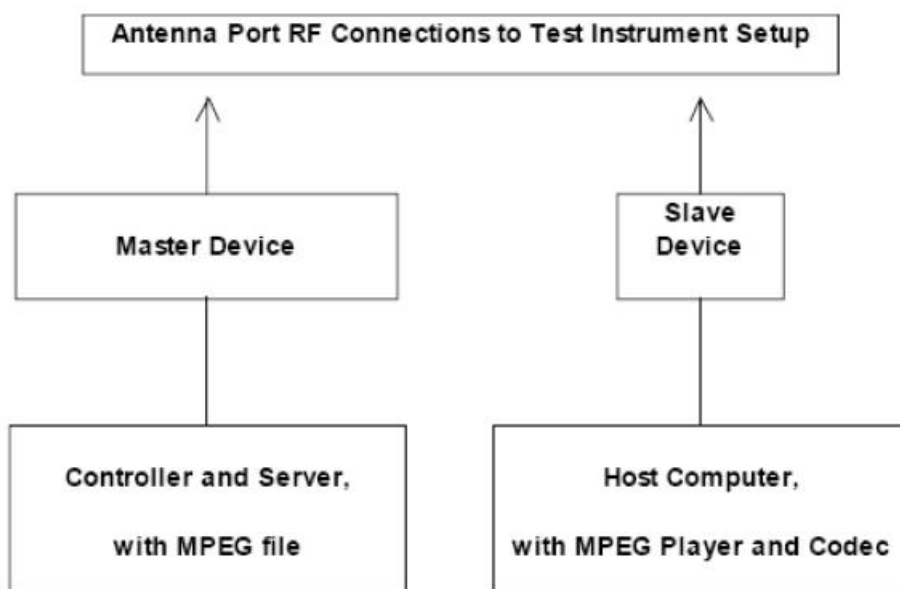 Antenna Port RF Connections to Test Instrument Setup
Master Device
Slave
Device
Controller and Server,
with MPEG file
Host Computer,
with MPEG Player and Codec